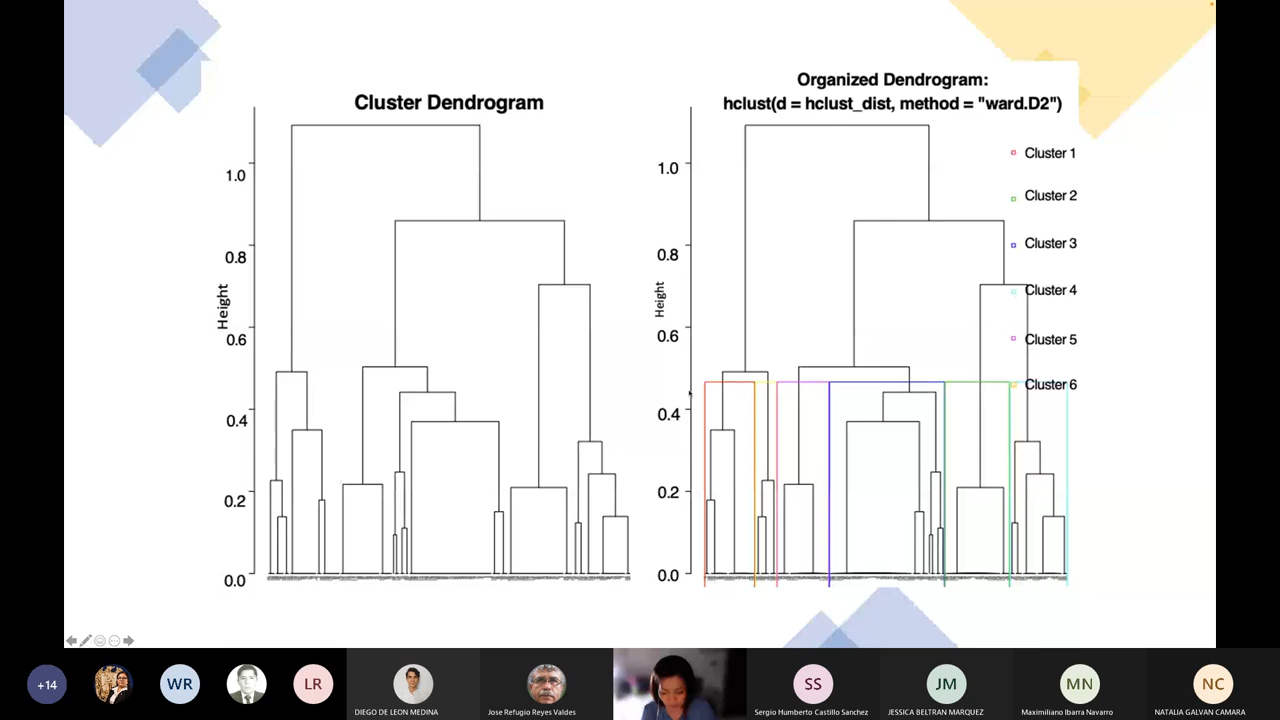 Cluster Dendrogram
Height
1.0
0.8
0.6
0.4
0.2
0.0
Organized Dendrogram:
hclust(d = hclust_dist, method = "ward.D2")
Height
1.0
0.8
0.6
0.4
0.2
0.0
Cluster 1
Cluster 2
Cluster 3
Cluster 4
Cluster 5
Cluster 6
+14
WR
LR
DIEGO DE LEON MEDINA
Jose Refugio Reyes Valdes
SS
Sergio Humberto Castillo Sanchez
JM
JESSICA BELTRAN MARQUEZ
MN
Maximiliano Ibarra Navarro
NC
NATALIA GALVAN CAMARA